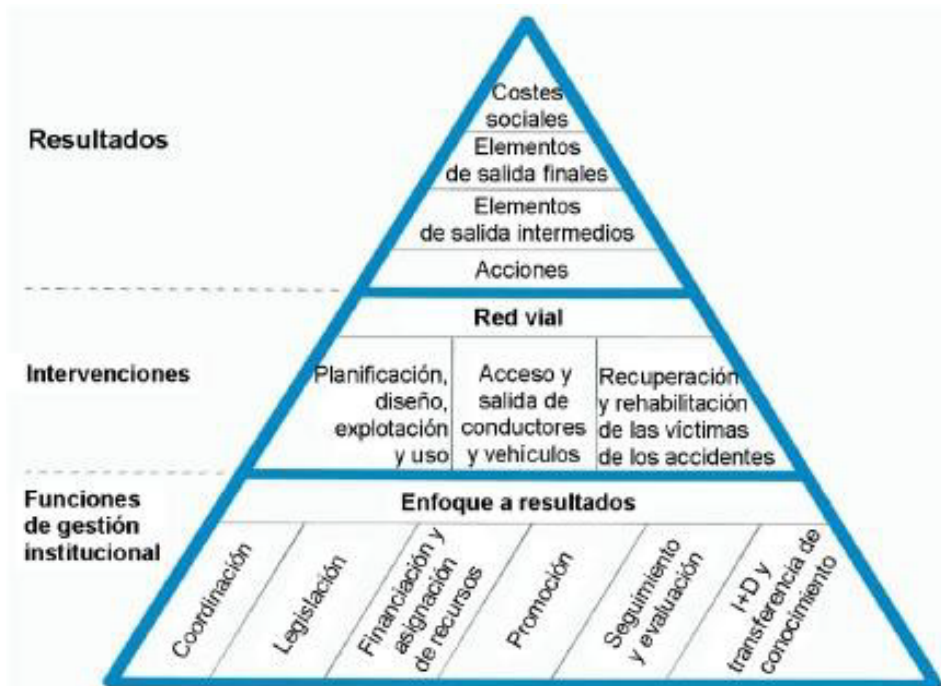 Resultados
Costes
sociales
Elementos
de salida finales
Elementos
de salida intermedios
Acciones
Intervenciones
Red vial
Planificación,
diseño,
explotación
y uso
Acceso y
salida de
conductores
y vehículos
Recuperación
y rehabilitación
de las víctimas
de los accidentes
Funciones
de gestión
institucional
Enfoque a resultados
Coordinación
Legislación
Financiación y
asignación
de recursos
Promoción
Seguimiento
y evaluación
I+D y
transferencia de
conocimiento